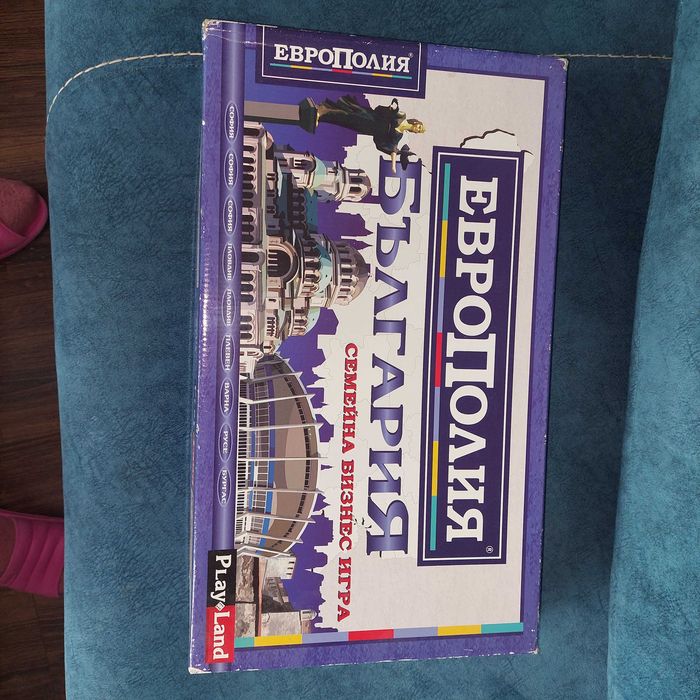 ЕВРОПОЛИЯ®
ЕВРОПОЛИЯ®
БЪЛГАРИЯ
СЕМЕЙНА БИЗНЕС ИГРА
СОФИЯ СОФИЯ СОФИЯ ПЛОВДИВ ПЛОВДИВ ПЛЕВЕН ВАРНА РУСЕ БУРГАС
PLay Land